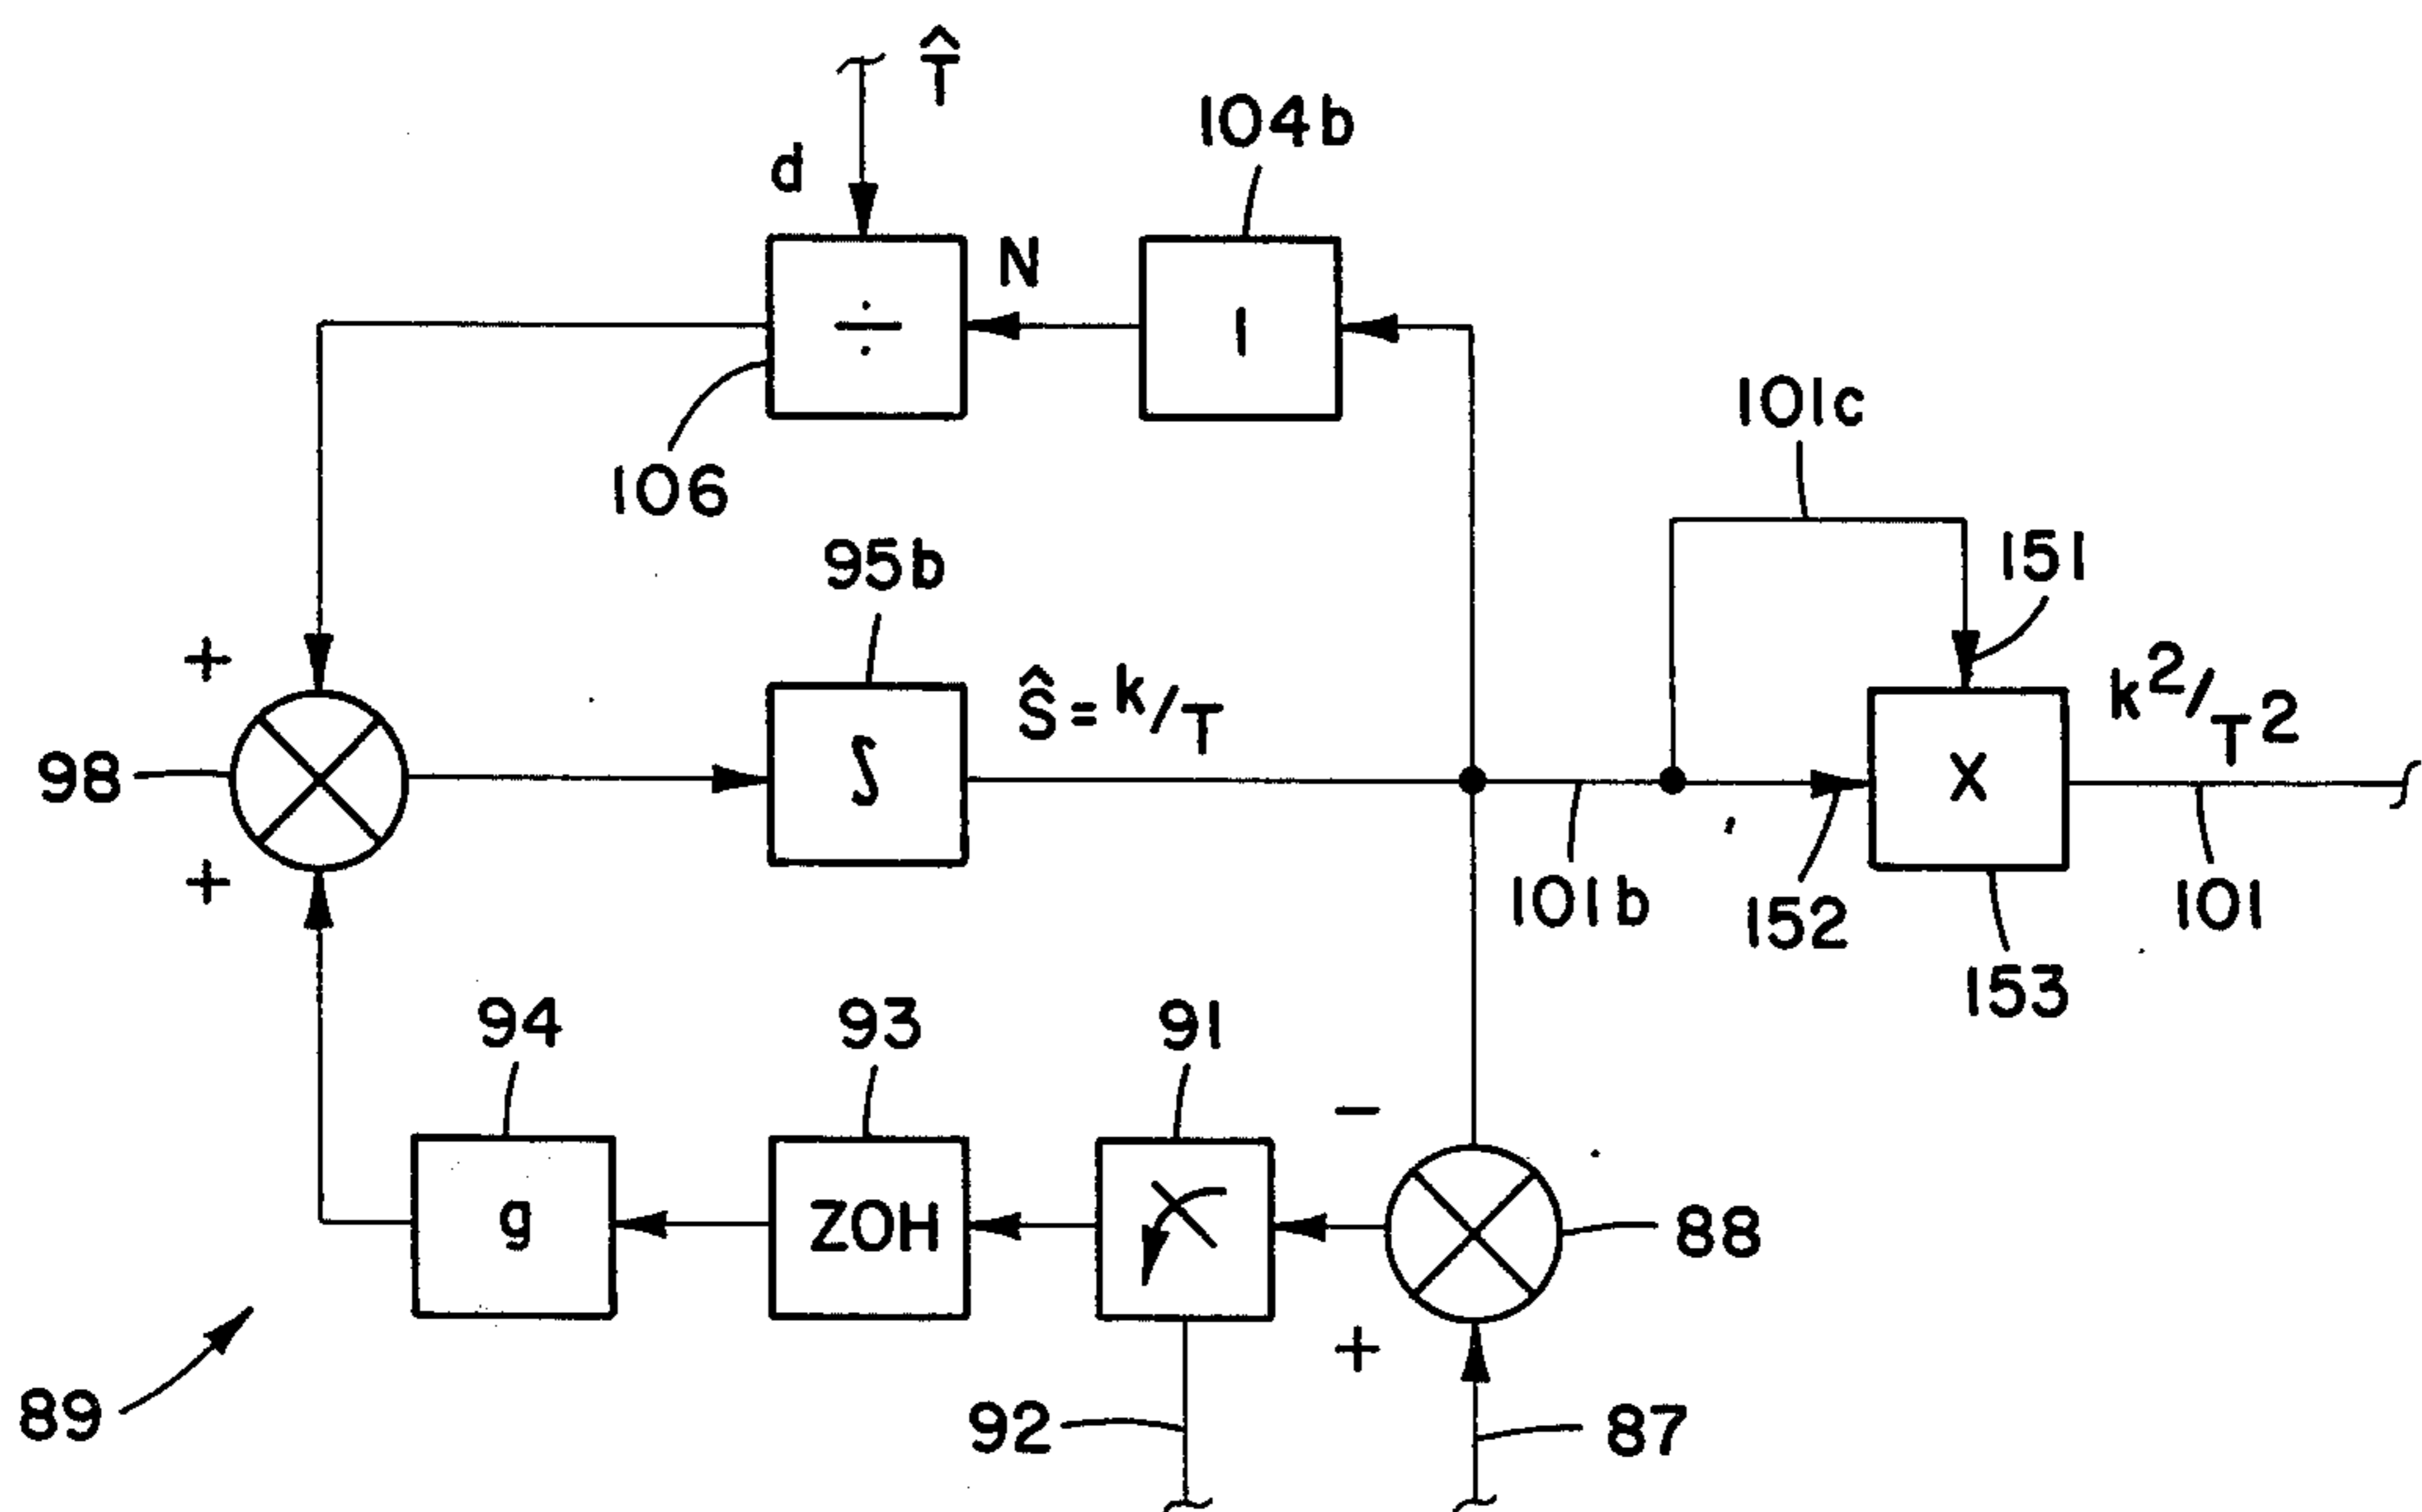 T̂
d
104b
N
÷
1
101c
106
151
95b
+
Ŝ = k/T
k²/T²
98
∫
X
+
101b
152
101
153
94
93
91
−
g
ZOH
88
+
89
92
87